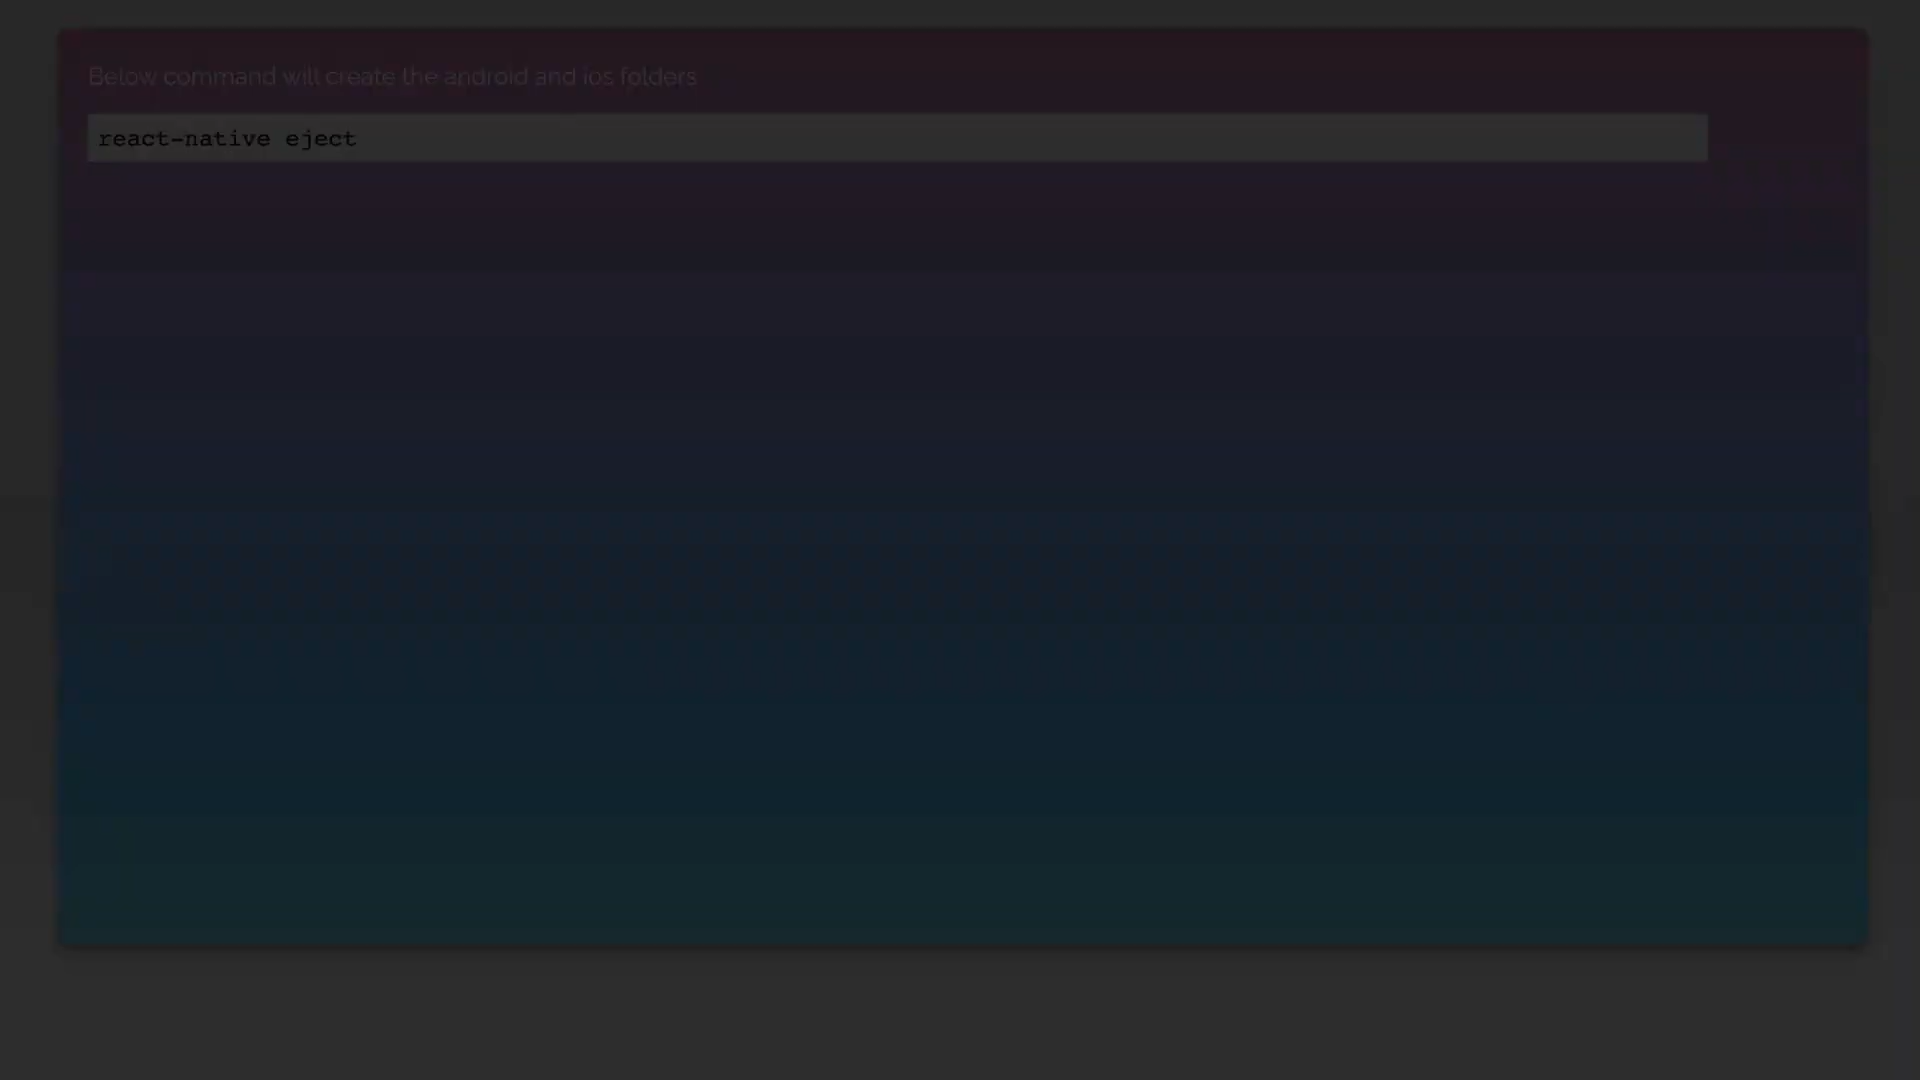 Below command will create the android and ios folders
react-native eject